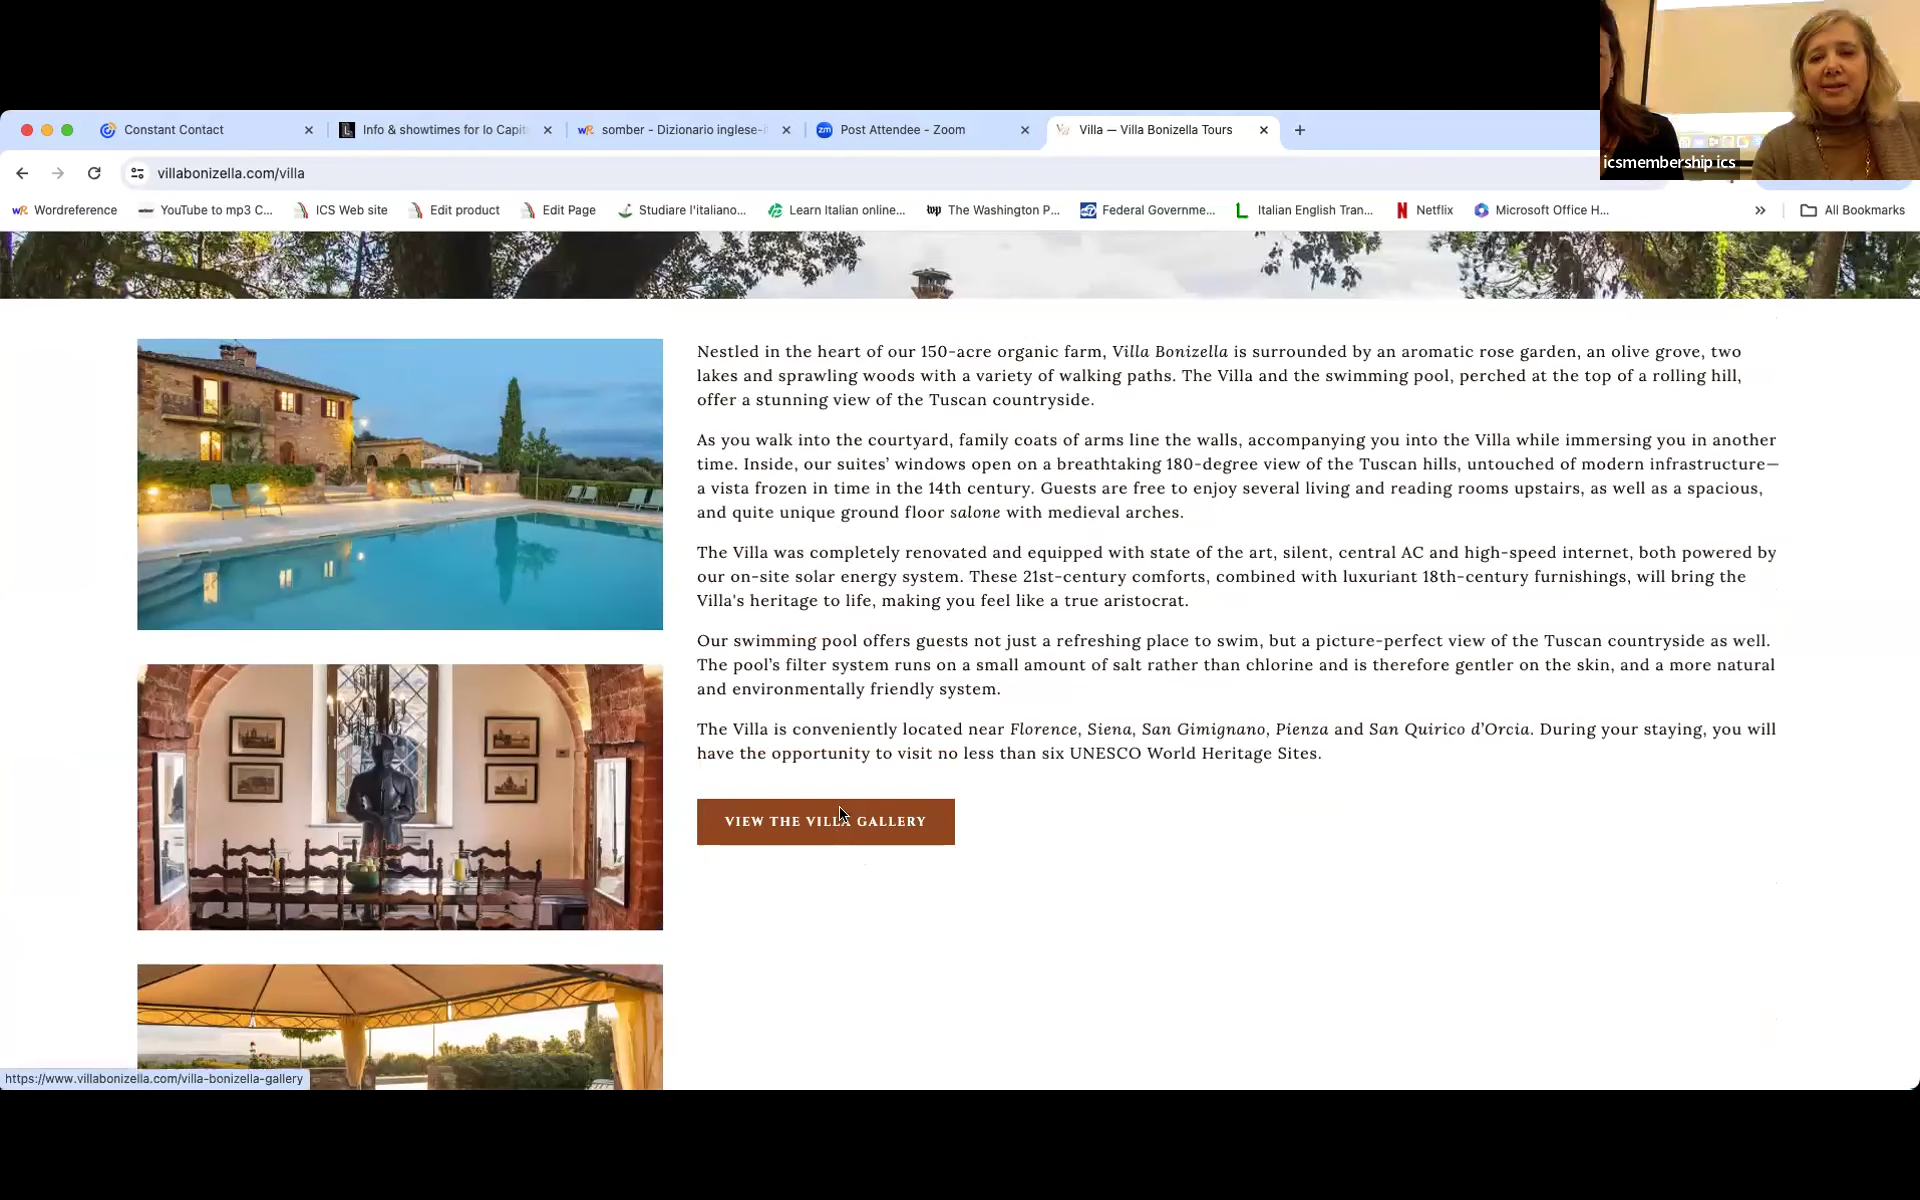 Constant Contact
Info & showtimes for Io Capit
somber - Dizionario inglese-i
Post Attendee - Zoom
Villa — Villa Bonizella Tours
icsmembership ics
villabonizella.com/villa
Wordreference
YouTube to mp3 C...
ICS Web site
Edit product
Edit Page
Studiare l'italiano...
Learn Italian online...
The Washington P...
Federal Governme...
Italian English Tran...
Netflix
Microsoft Office H...
All Bookmarks
Nestled in the heart of our 150-acre organic farm, Villa Bonizella is surrounded by an aromatic rose garden, an olive grove, two
lakes and sprawling woods with a variety of walking paths. The Villa and the swimming pool, perched at the top of a rolling hill,
offer a stunning view of the Tuscan countryside.
As you walk into the courtyard, family coats of arms line the walls, accompanying you into the Villa while immersing you in another
time. Inside, our suites’ windows open on a breathtaking 180-degree view of the Tuscan hills, untouched of modern infrastructure—
a vista frozen in time in the 14th century. Guests are free to enjoy several living and reading rooms upstairs, as well as a spacious,
and quite unique ground floor salone with medieval arches.
The Villa was completely renovated and equipped with state of the art, silent, central AC and high-speed internet, both powered by
our on-site solar energy system. These 21st-century comforts, combined with luxuriant 18th-century furnishings, will bring the
Villa's heritage to life, making you feel like a true aristocrat.
Our swimming pool offers guests not just a refreshing place to swim, but a picture-perfect view of the Tuscan countryside as well.
The pool’s filter system runs on a small amount of salt rather than chlorine and is therefore gentler on the skin, and a more natural
and environmentally friendly system.
The Villa is conveniently located near Florence, Siena, San Gimignano, Pienza and San Quirico d’Orcia. During your staying, you will
have the opportunity to visit no less than six UNESCO World Heritage Sites.
VIEW THE VILLA GALLERY
https://www.villabonizella.com/villa-bonizella-gallery